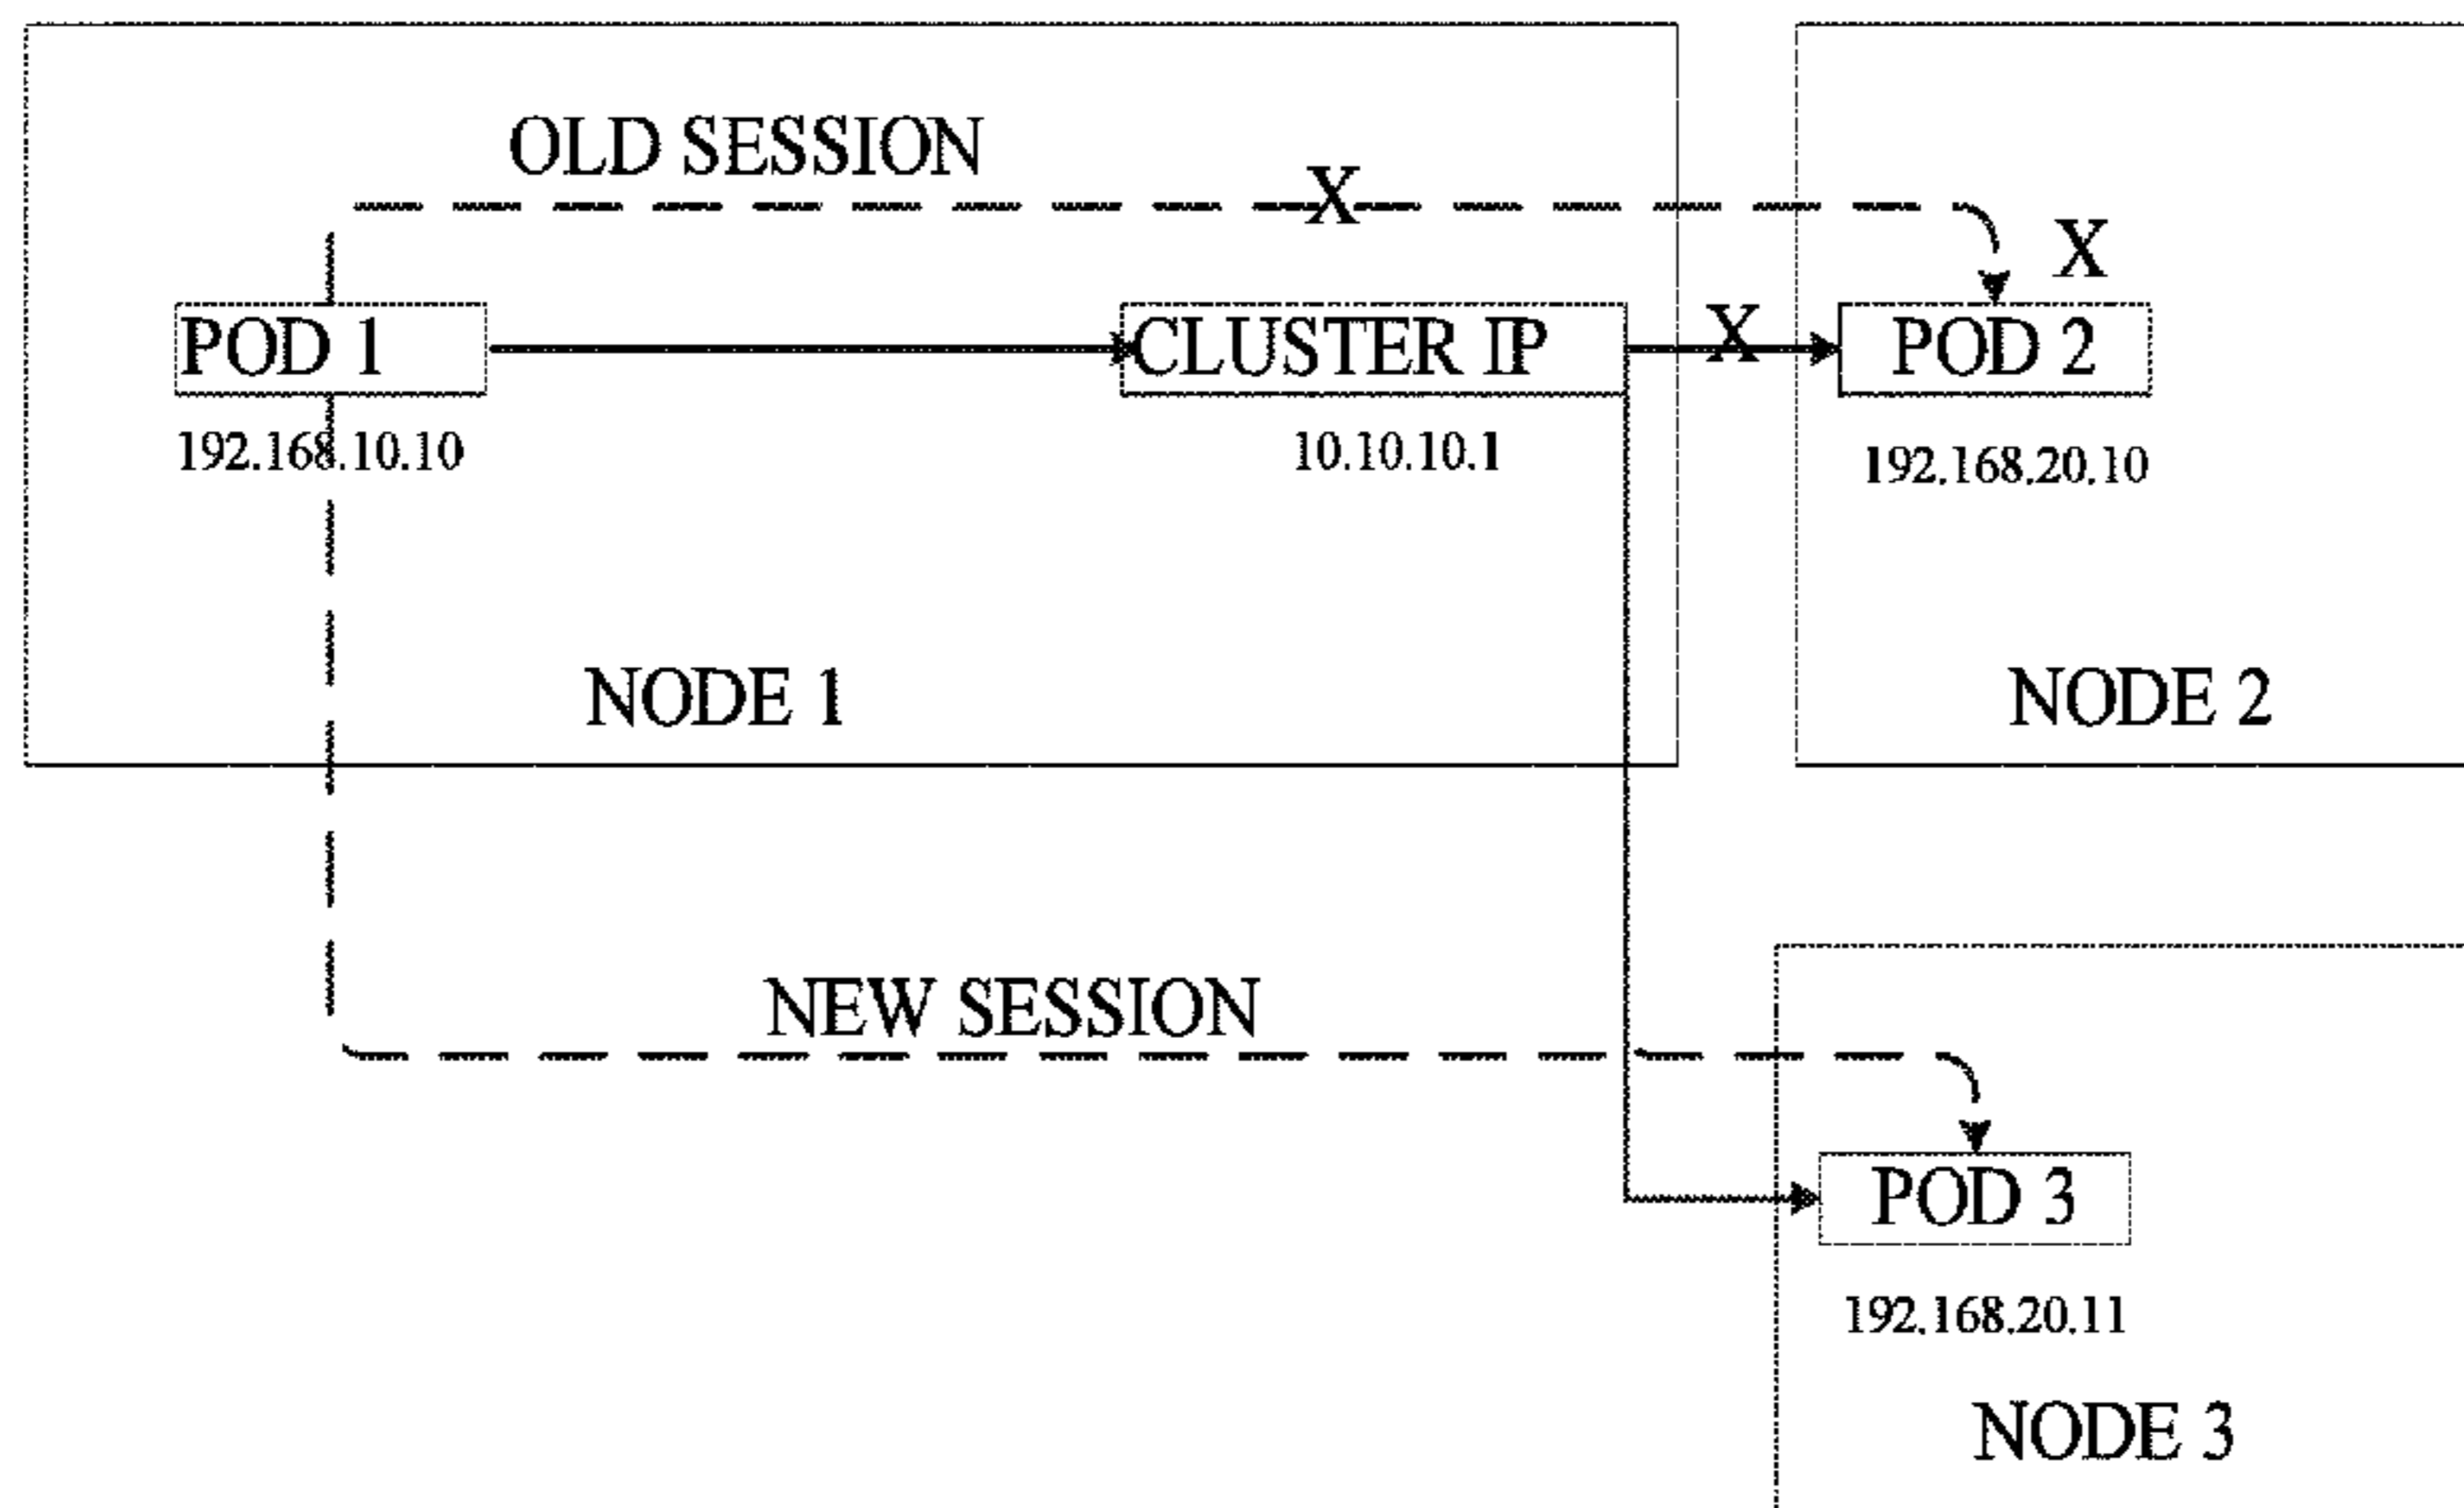 OLD SESSION
X
X
POD 1
CLUSTER IP
X
POD 2
192.168.10.10
10.10.10.1
192.168.20.10
NODE 1
NODE 2
NEW SESSION
POD 3
192.168.20.11
NODE 3